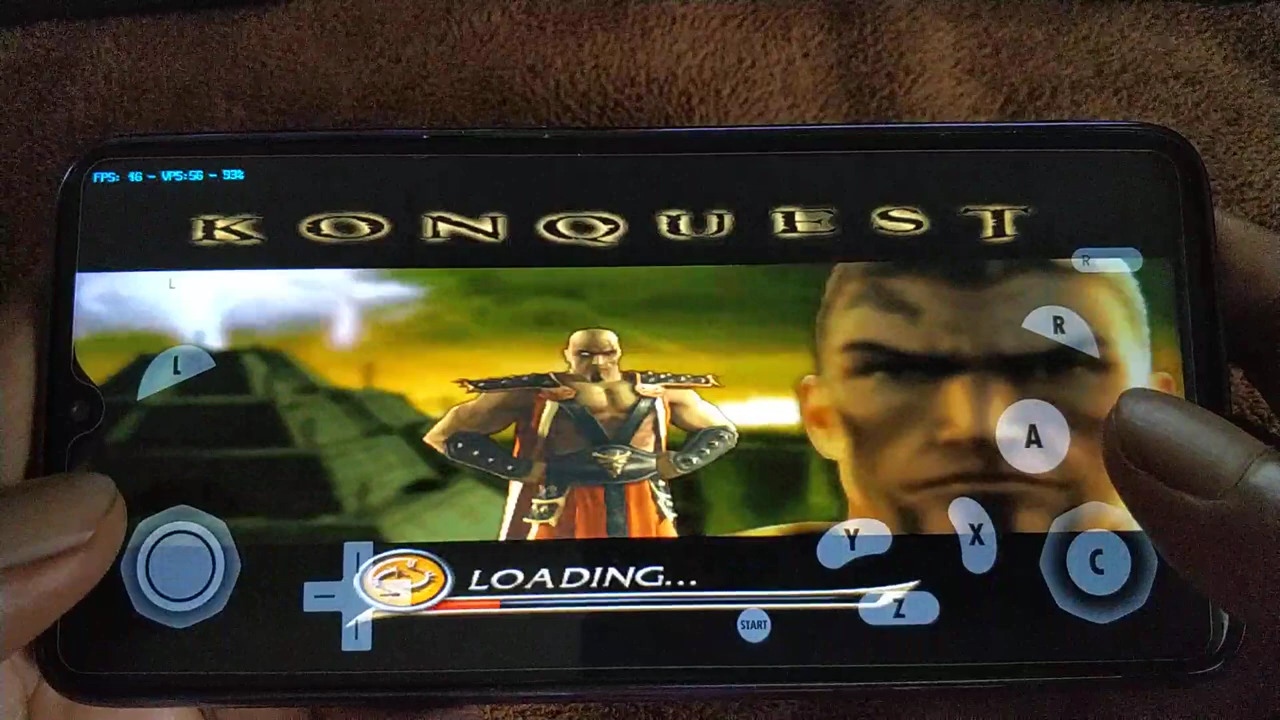 FPS: 46 - VPS:56 - 93%
KONQUEST
L
R
L
R
A
Y
X
C
LOADING...
Z
START